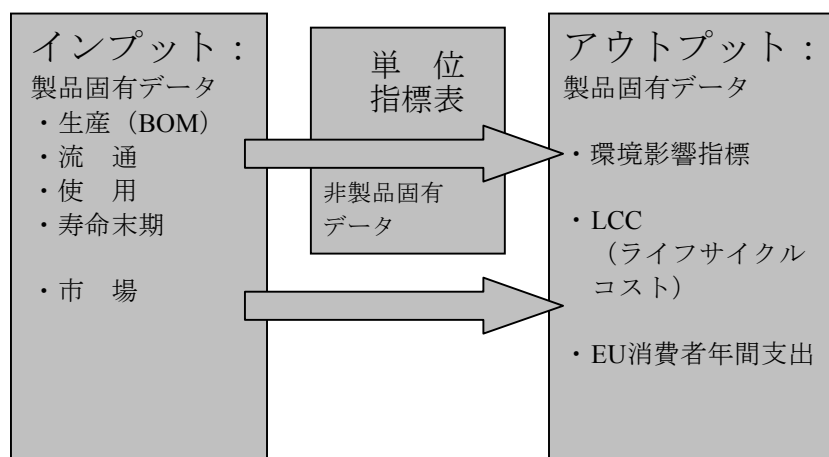 インプット：
製品固有データ
・生産（BOM）
・流　通
・使　用
・寿命末期
・市　場
単　位
指標表
非製品固有
データ
アウトプット：
製品固有データ
・環境影響指標
・LCC
（ライフサイクル
コスト）
・EU消費者年間支出